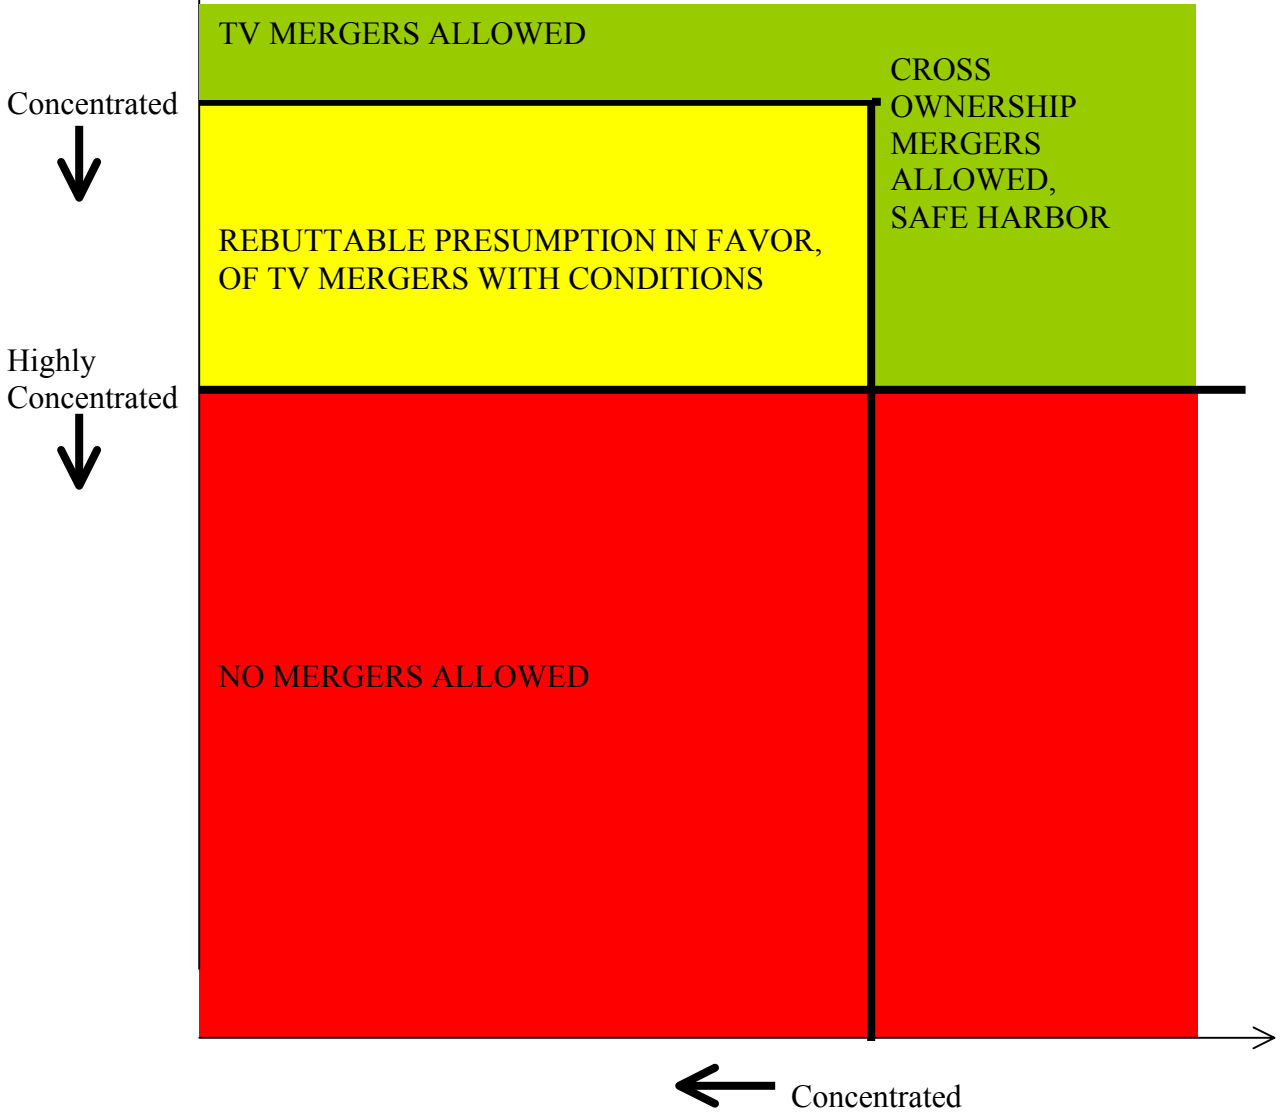 TV MERGERS ALLOWED
CROSS
OWNERSHIP
MERGERS
ALLOWED,
SAFE HARBOR
Concentrated
REBUTTABLE PRESUMPTION IN FAVOR,
OF TV MERGERS WITH CONDITIONS
Highly
Concentrated
NO MERGERS ALLOWED
Concentrated